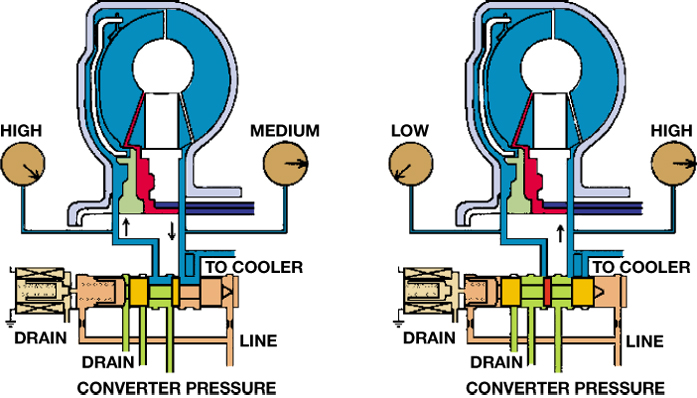 HIGH
MEDIUM
TO COOLER
DRAIN
LINE
DRAIN
CONVERTER PRESSURE
LOW
HIGH
TO COOLER
DRAIN
LINE
DRAIN
CONVERTER PRESSURE